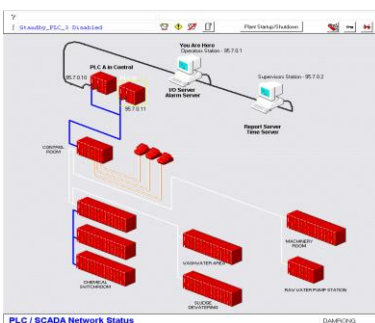 [ Standby_PLC_3 Disabled
Plant Startup/Shutdown
You Are Here
Operators Station - 95.7.0.1
PLC A in Control
95.7.0.10
95.7.0.11
I/O Server
Alarm Server
Supervisors Station - 95.7.0.2
Report Server
Time Server
CONTROL
ROOM
CHEMICAL
SWITCHROOM
WASHWATER AREA
SLUDGE
DEWATERING
MACHINERY
ROOM
RAW WATER PUMP STATION
PLC / SCADA Network Status
DAMRONG